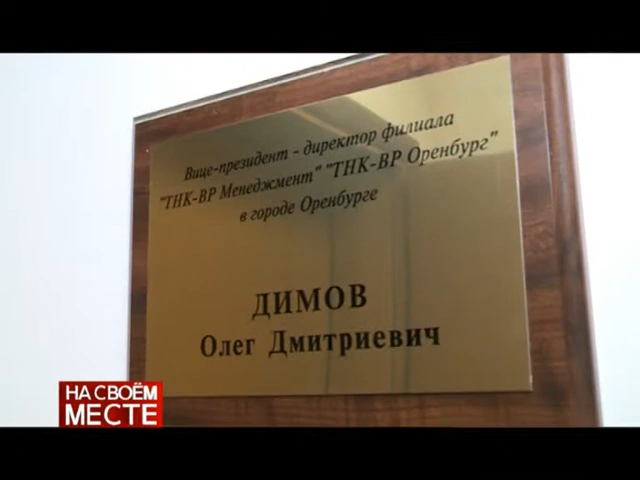 Вице-президент - директор филиала
"ТНК-ВР Менеджмент" "ТНК-ВР Оренбург"
в городе Оренбурге
ДИМОВ
Олег Дмитриевич
НА СВОЁМ
МЕСТЕ